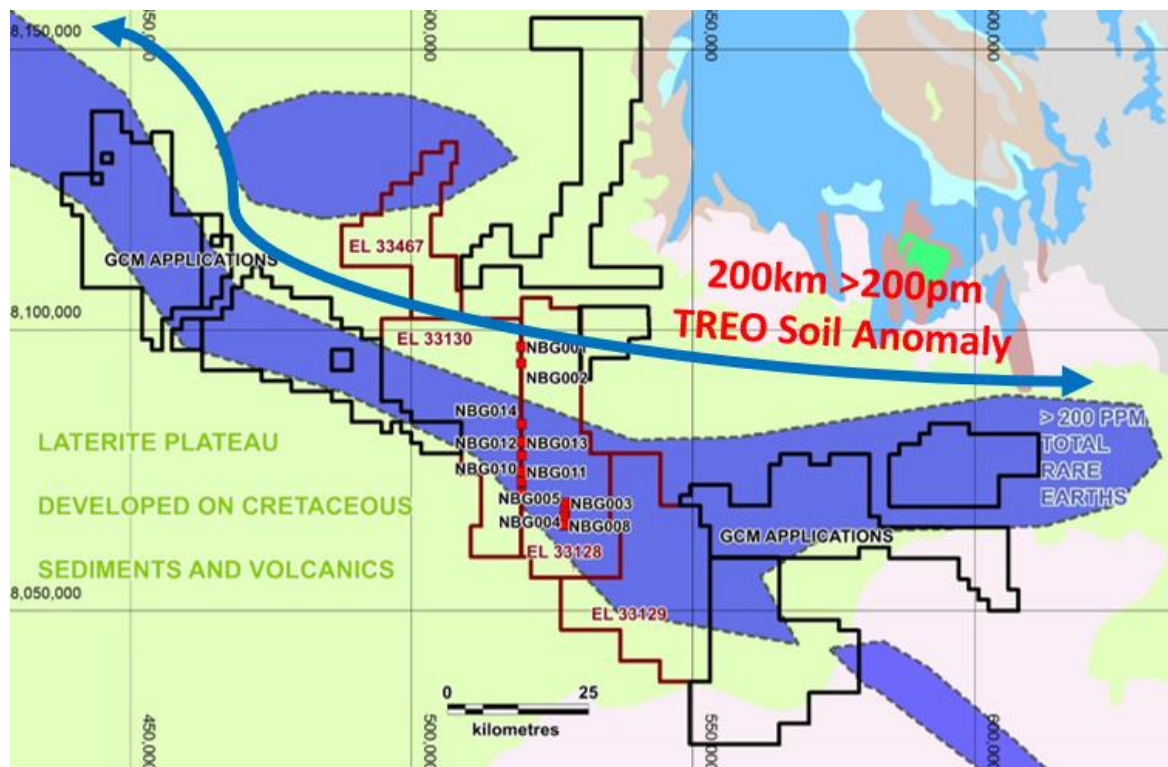 8,150,000
450,000
500,000
550,000
600,000
EL 33467
GCM APPLICATIONS
200km >200pm
TREO Soil Anomaly
8,100,000
EL 33130
NBG001
NBG002
NBG014
> 200 PPM
TOTAL
RARE
EARTHS
LATERITE PLATEAU
NBG012
NBG013
NBG010
NBG011
DEVELOPED ON CRETACEOUS
NBG005
NBG003
NBG004
NBG008
GCM APPLICATIONS
EL 33128
SEDIMENTS AND VOLCANICS
8,050,000
EL 33129
0 25
kilometres
450,000
500,000
550,000
600,000